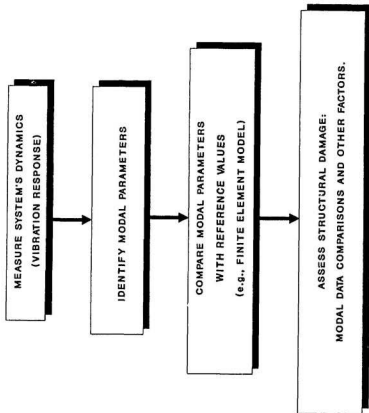 MEASURE SYSTEM'S DYNAMICS
(VIBRATION RESPONSE)
IDENTIFY MODAL PARAMETERS
COMPARE MODAL PARAMETERS
WITH REFERENCE VALUES
(e.g., FINITE ELEMENT MODEL)
ASSESS STRUCTURAL DAMAGE:
MODAL DATA COMPARISONS AND OTHER FACTORS.